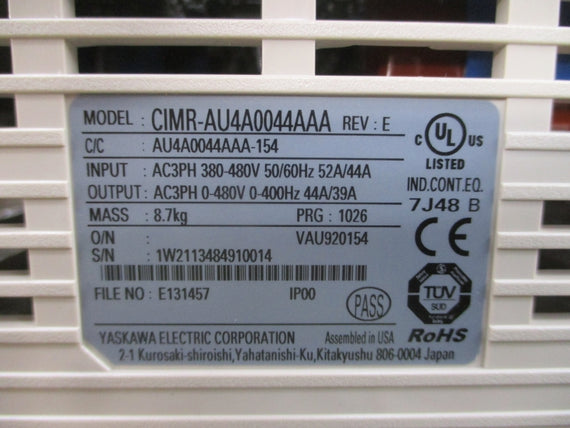 MODEL : CIMR-AU4A0044AAA REV : E
C/C : AU4A0044AAA-154
INPUT : AC3PH 380-480V 50/60Hz 52A/44A
OUTPUT : AC3PH 0-480V 0-400Hz 44A/39A
MASS : 8.7kg PRG : 1026
O/N : VAU920154
S/N : 1W2113484910014
FILE NO : E131457 IP00
PASS
YASKAWA ELECTRIC CORPORATION Assembled in USA
2-1 Kurosaki-shiroishi,Yahatanishi-Ku,Kitakyushu 806-0004 Japan
C UL US
LISTED
IND.CONT.EQ.
7J48 B
CE
TÜV
SÜD
RoHS